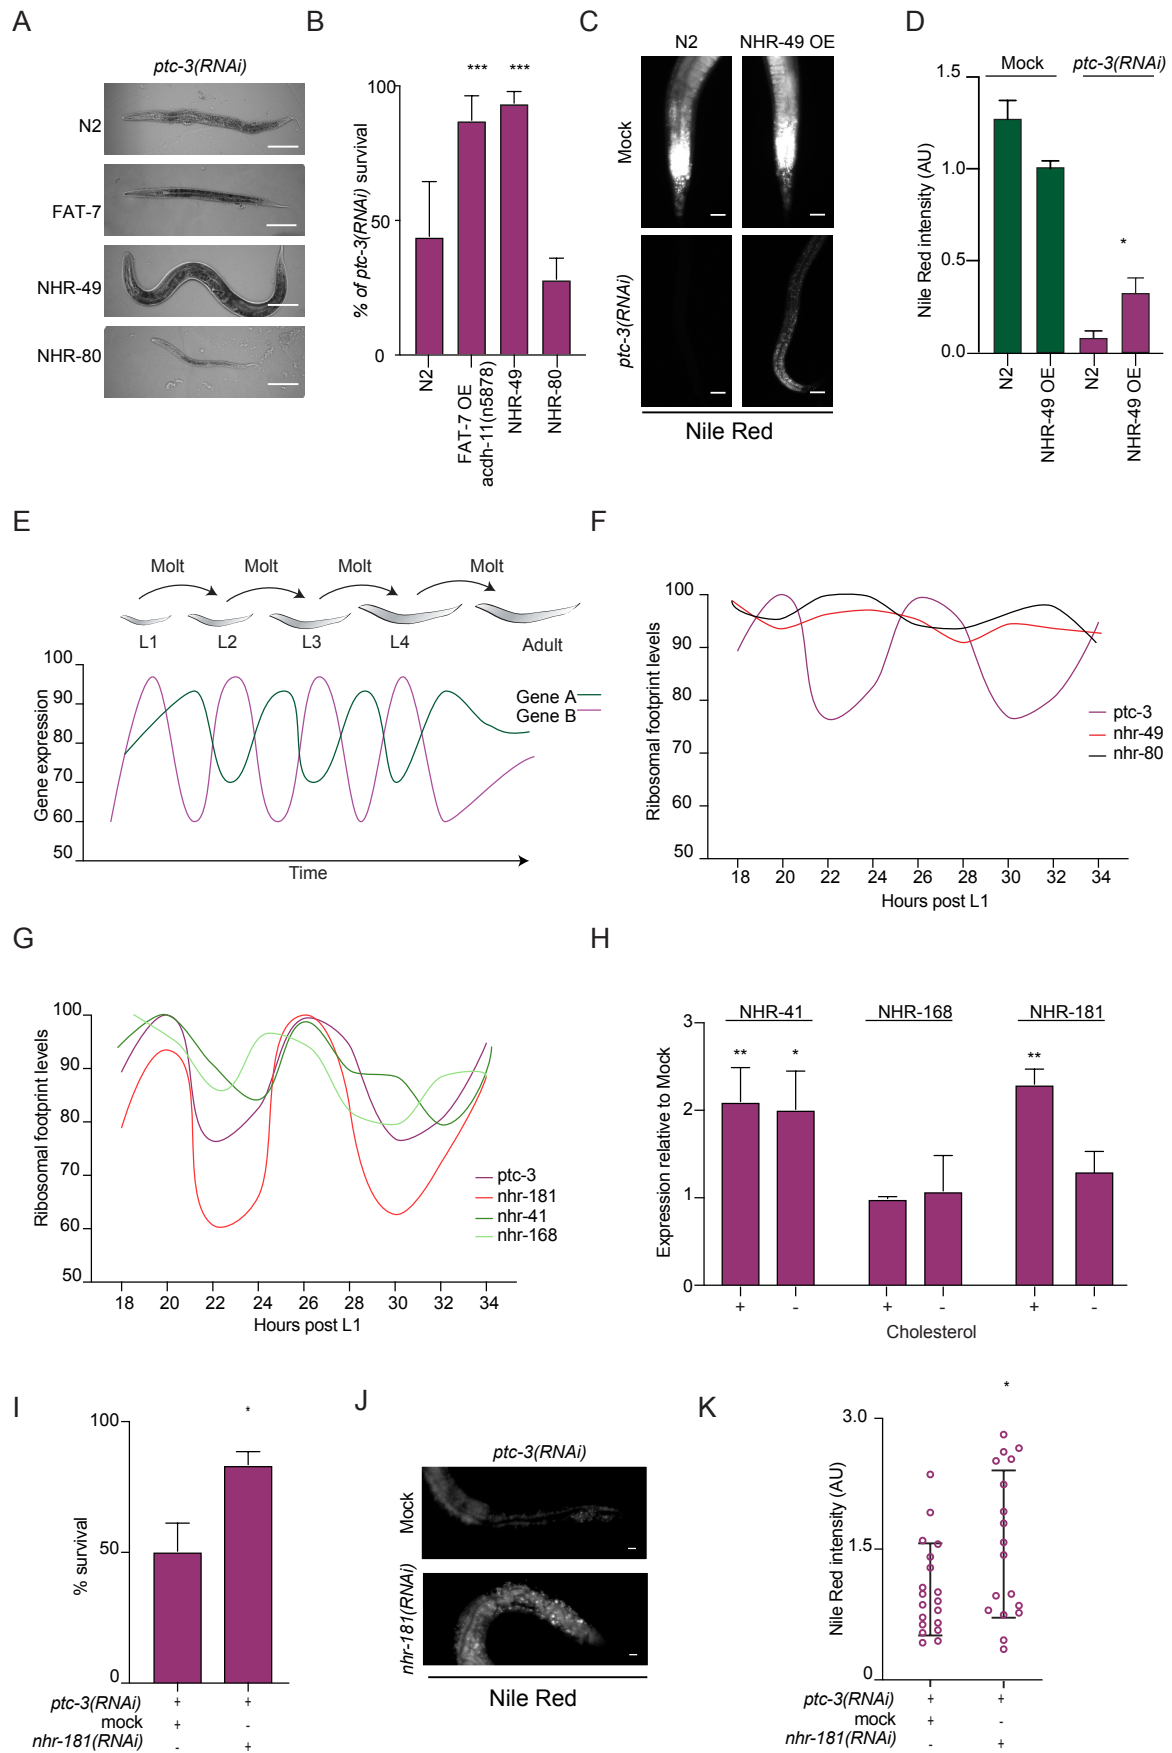 A
ptc-3(RNAi)
N2
FAT-7
NHR-49
NHR-80
B
*** ***
% of ptc-3(RNAi) survival
100
50
0
N2
FAT-7 OE
acdh-11(n5878)
NHR-49
NHR-80
C
N2 NHR-49 OE
Mock
ptc-3(RNAi)
Nile Red
D
Mock ptc-3(RNAi)
Nile Red intensity (AU)
1.5
1.0
0.5
0.0
*
N2
NHR-49 OE
N2
NHR-49 OE
E
Molt Molt Molt Molt
L1 L2 L3 L4 Adult
Gene expression
100
90
80
70
60
50
Gene A
Gene B
Time
F
Ribosomal footprint levels
100
90
80
70
60
50
ptc-3
nhr-49
nhr-80
18 20 22 24 26 28 30 32 34
Hours post L1
G
Ribosomal footprint levels
100
90
80
70
60
50
ptc-3
nhr-181
nhr-41
nhr-168
18 20 22 24 26 28 30 32 34
Hours post L1
H
NHR-41 NHR-168 NHR-181
** * **
Expression relative to Mock
3
2
1
0
+ - + - + -
Cholesterol
I
% survival
100
50
0
*
ptc-3(RNAi) + +
mock + -
nhr-181(RNAi) - +
J
ptc-3(RNAi)
Mock
nhr-181(RNAi)
Nile Red
K
Nile Red intensity (AU)
3.0
1.5
0
*
ptc-3(RNAi) + +
mock + -
nhr-181(RNAi) - +